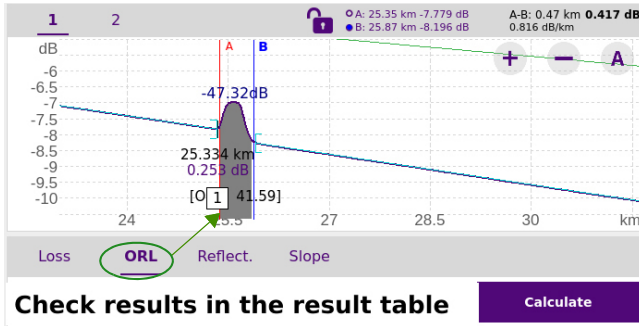 1 2 A: 25.35 km -7.779 dB A-B: 0.47 km 0.417 dB
B: 25.87 km -8.196 dB 0.816 dB/km
dB A B + − A
-6
-6.5
-7 -47.32dB
-7.5
-8
-8.5 25.334 km
-9 0.253 dB
-9.5
-10 [O 1 41.59]
24 25.5 27 28.5 30 km
Loss ORL Reflect. Slope
Check results in the result table Calculate